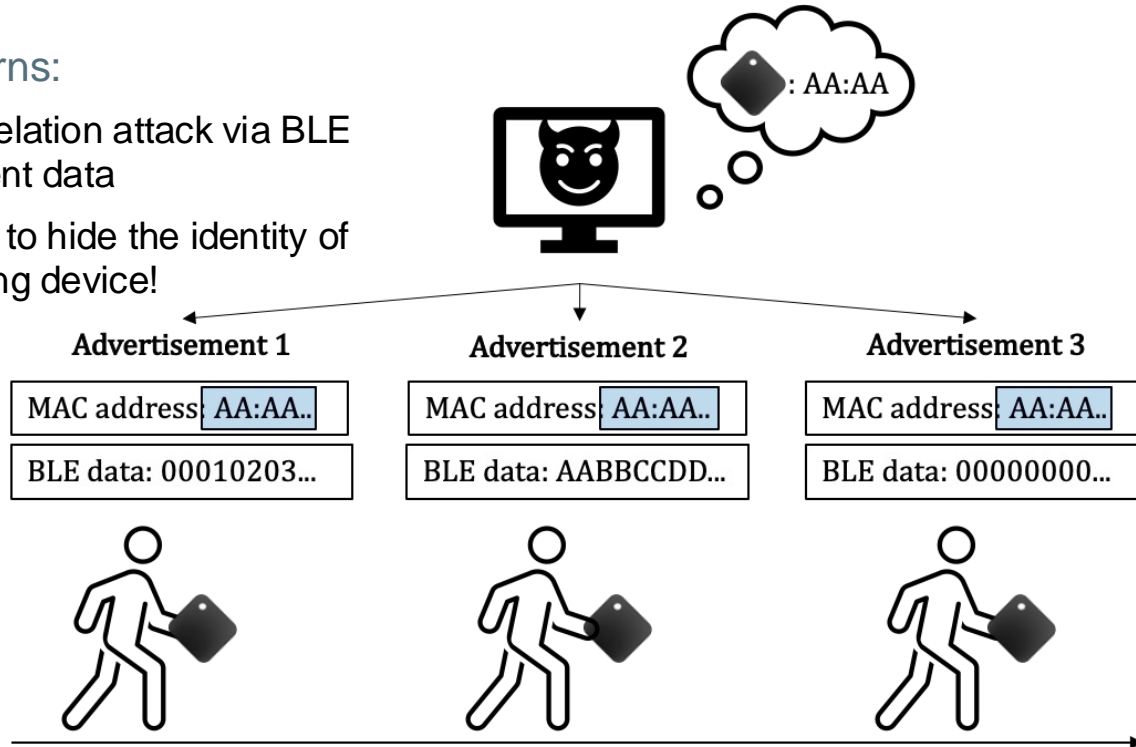 rns:
elation attack via BLE
ent data
to hide the identity of
ng device!
: AA:AA
Advertisement 1
MAC address: AA:AA..
BLE data: 00010203...
Advertisement 2
MAC address: AA:AA..
BLE data: AABBCCDD...
Advertisement 3
MAC address: AA:AA..
BLE data: 00000000...